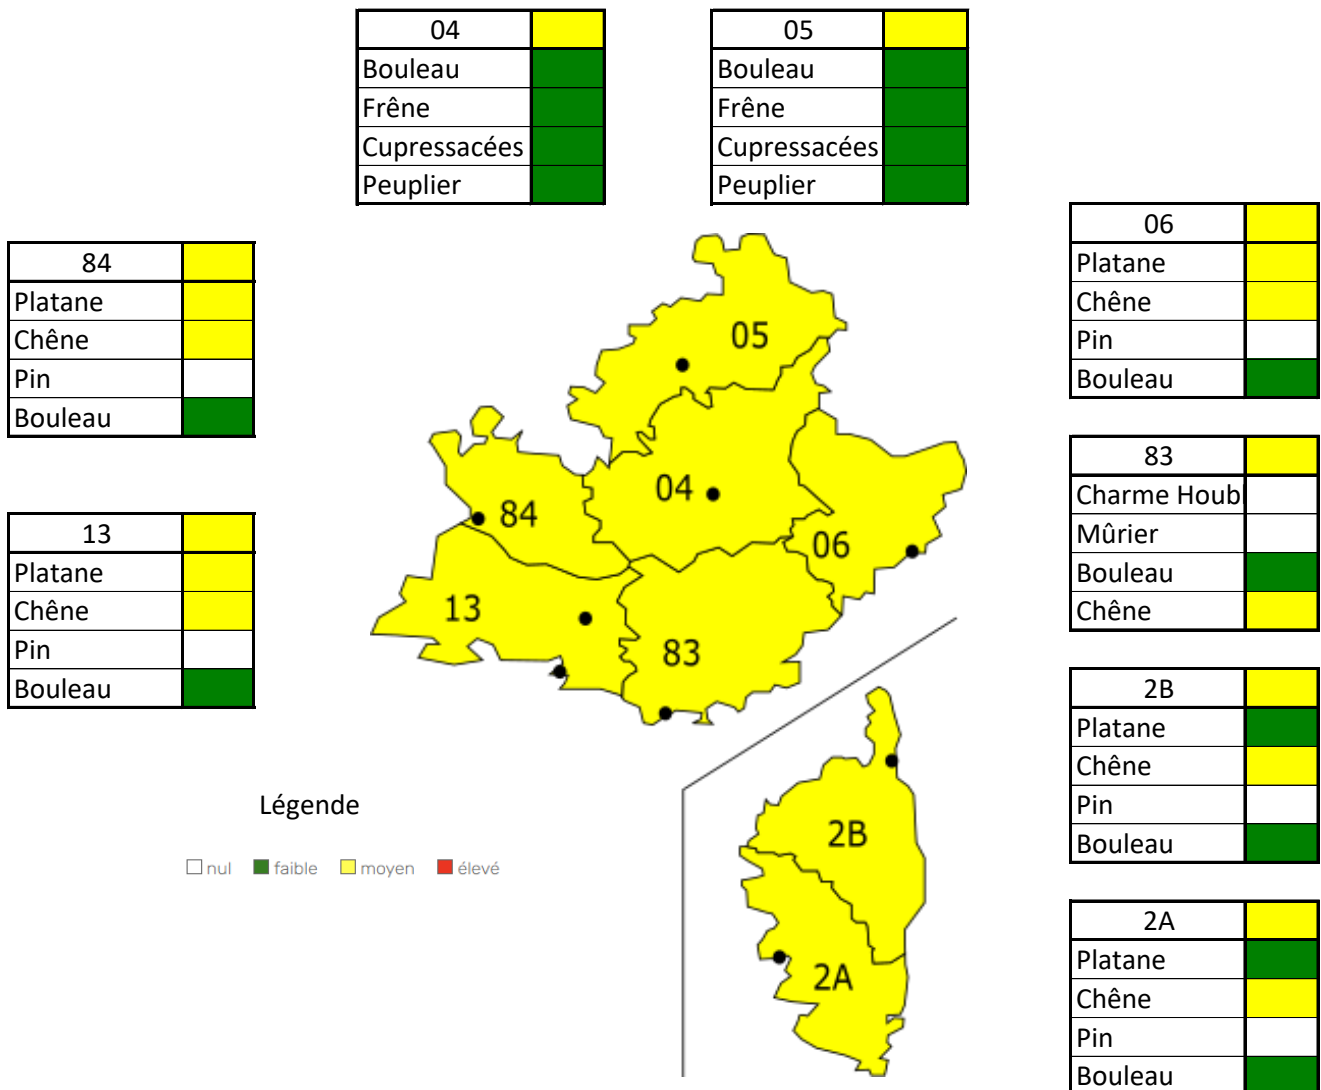 04
Bouleau
Frêne
Cupressacées
Peuplier
05
Bouleau
Frêne
Cupressacées
Peuplier
84
Platane
Chêne
Pin
Bouleau
13
Platane
Chêne
Pin
Bouleau
06
Platane
Chêne
Pin
Bouleau
83
Charme Houb
Mûrier
Bouleau
Chêne
2B
Platane
Chêne
Pin
Bouleau
2A
Platane
Chêne
Pin
Bouleau
05
04
84
06
13
83
2B
2A
Légende
nul faible moyen élevé